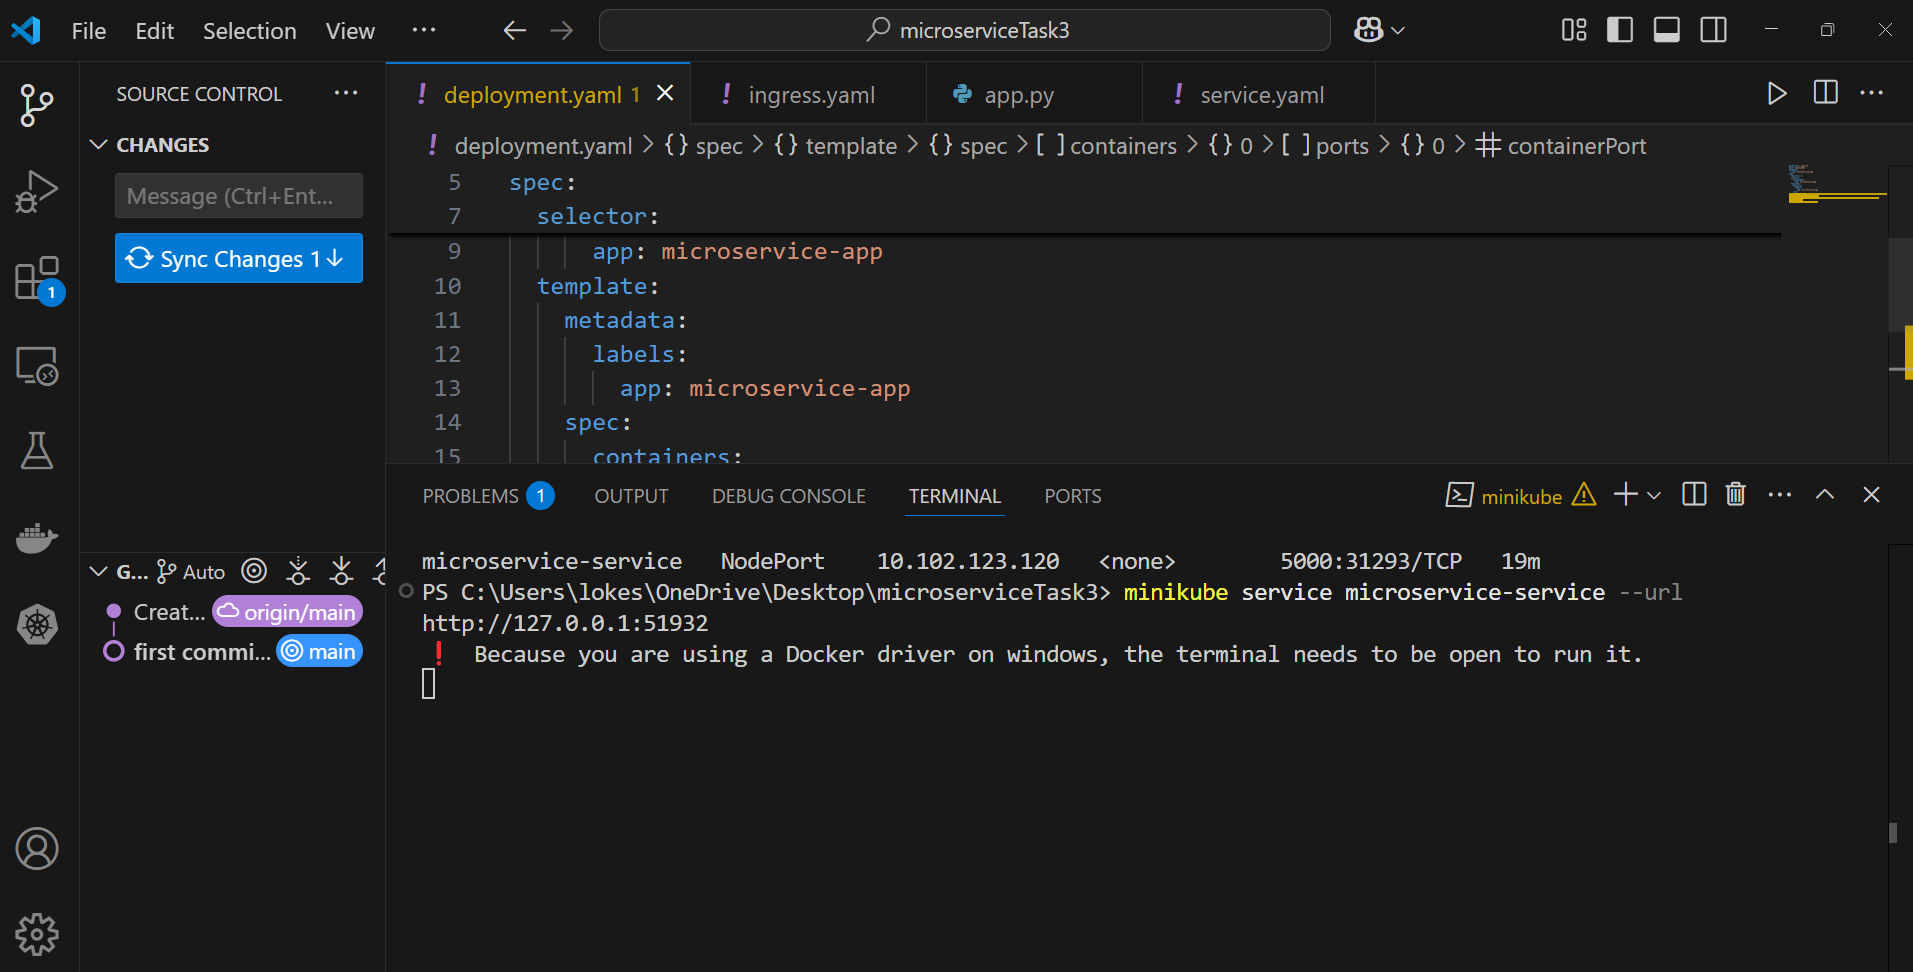 File Edit Selection View ... microserviceTask3
SOURCE CONTROL ...
CHANGES
Message (Ctrl+Ent...
Sync Changes 1↓
1
G... Auto
Creat... origin/main
first commi... main
deployment.yaml 1
ingress.yaml
app.py
service.yaml
deployment.yaml > {} spec > {} template > {} spec > [ ] containers > {} 0 > [ ] ports > {} 0 > # containerPort
5 spec:
7 selector:
9 app: microservice-app
10 template:
11 metadata:
12 labels:
13 app: microservice-app
14 spec:
15 containers:
PROBLEMS 1 OUTPUT DEBUG CONSOLE TERMINAL PORTS minikube
microservice-service NodePort 10.102.123.120 <none> 5000:31293/TCP 19m
PS C:\Users\lokes\OneDrive\Desktop\microserviceTask3> minikube service microservice-service --url
http://127.0.0.1:51932
❗ Because you are using a Docker driver on windows, the terminal needs to be open to run it.